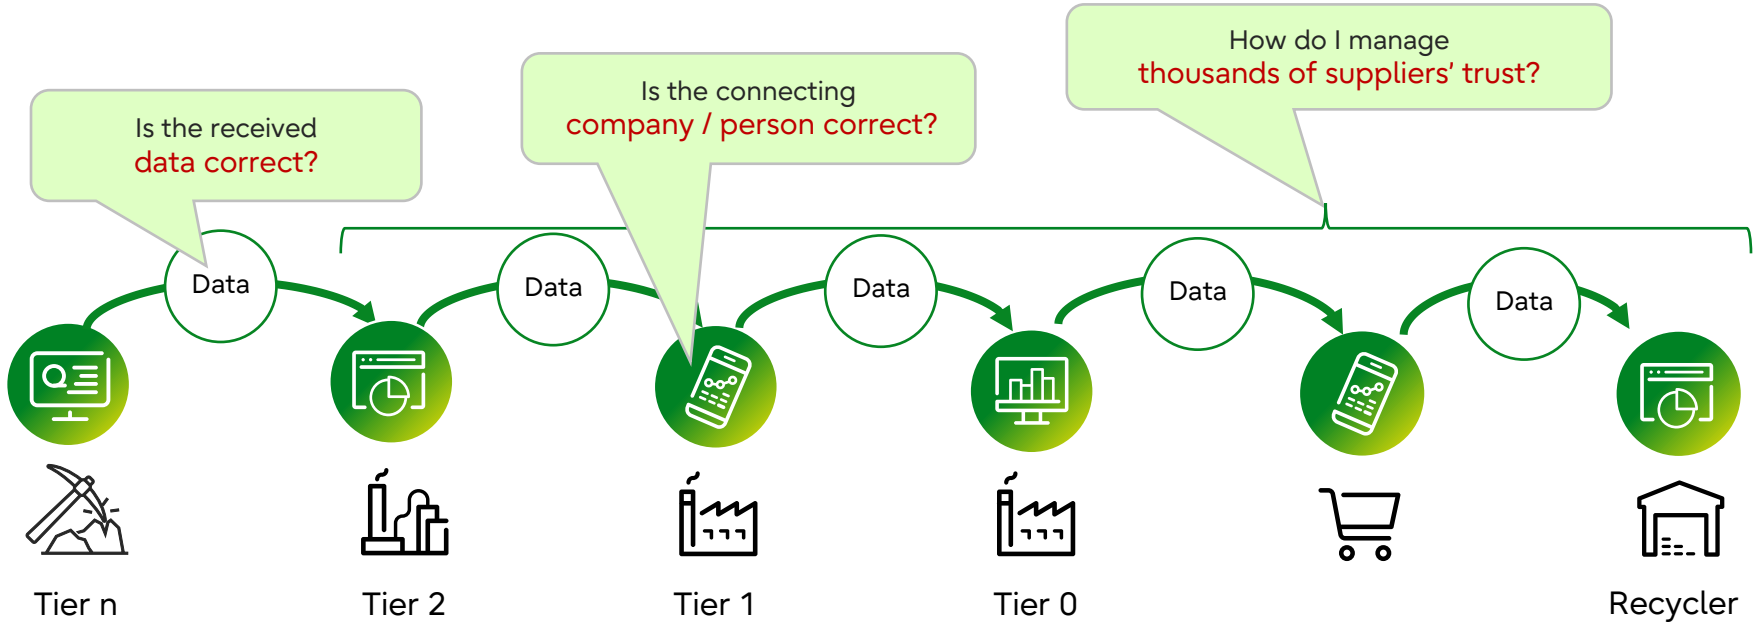 How do I manage
thousands of suppliers' trust?
Is the connecting
company / person correct?
Is the received
data correct?
Data
Data
Data
Data
Data
Tier n
Tier 2
Tier 1
Tier 0
Recycler